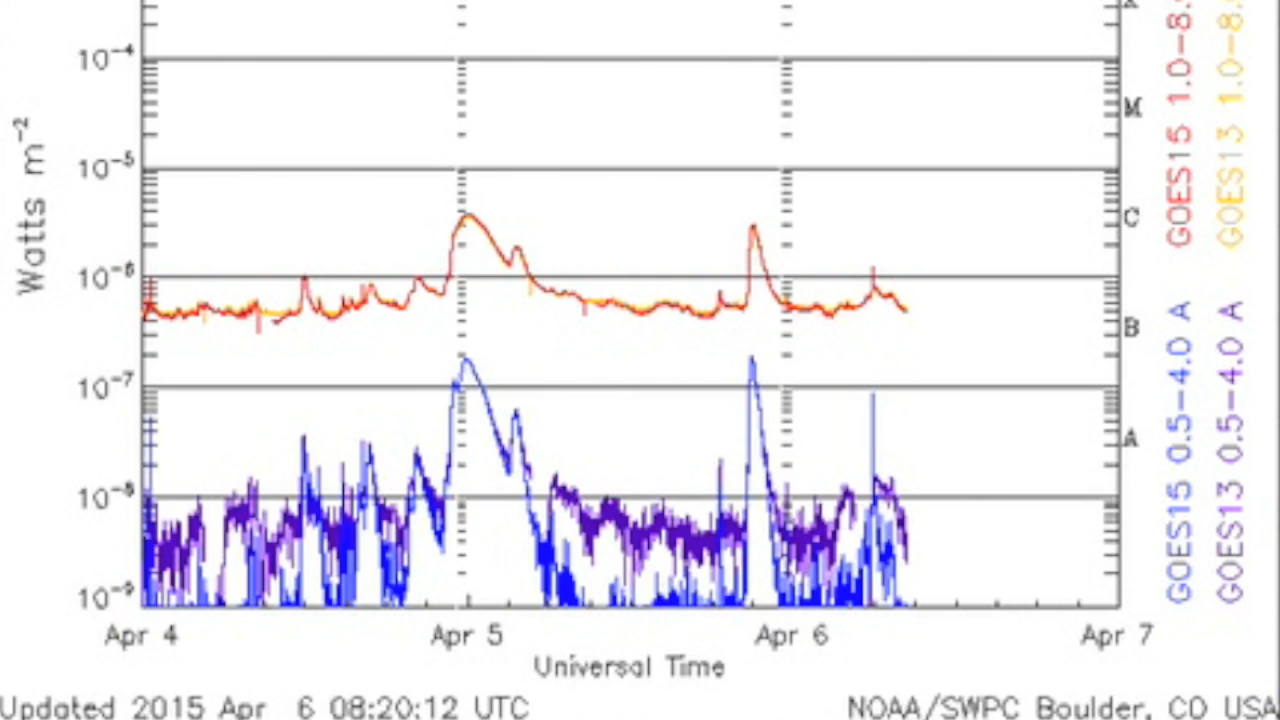 10⁻⁴
10⁻⁵
10⁻⁶
10⁻⁷
10⁻⁸
10⁻⁹
Watts m⁻²
X
M
C
B
A
GOES15 1.0-8.
GOES13 1.0-8.
GOES15 0.5-4.0 A
GOES13 0.5-4.0 A
Apr 4
Apr 5
Apr 6
Apr 7
Universal Time
Updated 2015 Apr 6 08:20:12 UTC
NOAA/SWPC Boulder, CO USA